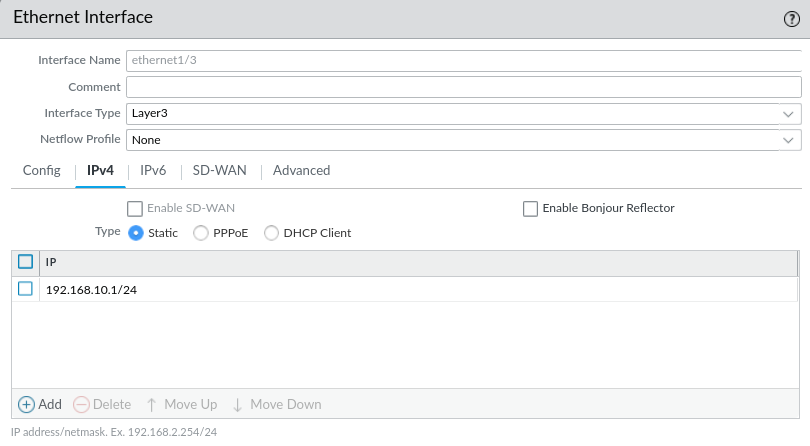 Ethernet Interface
Interface Name ethernet1/3
Comment
Interface Type Layer3
Netflow Profile None
Config IPv4 IPv6 SD-WAN Advanced
Enable SD-WAN Enable Bonjour Reflector
Type Static PPPoE DHCP Client
IP
192.168.10.1/24
Add Delete Move Up Move Down
IP address/netmask. Ex. 192.168.2.254/24